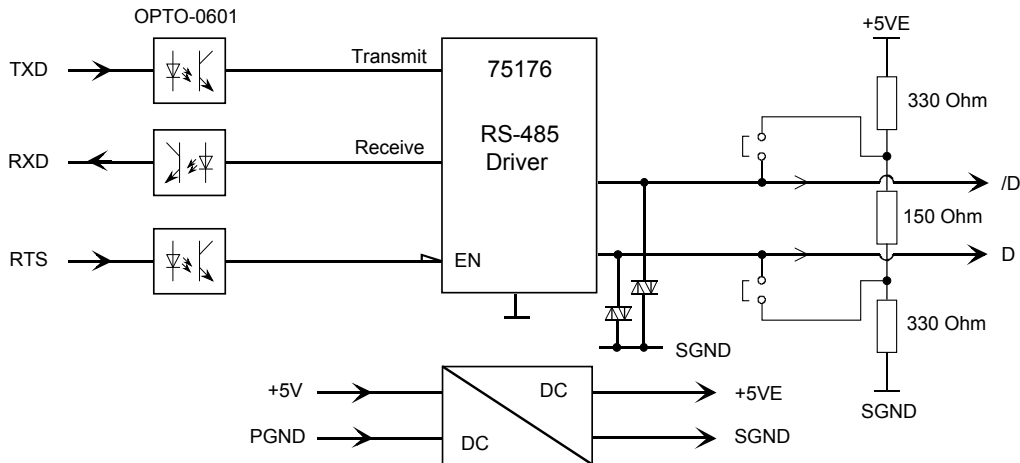 OPTO-0601
+5VE
TXD
Transmit
75176
330 Ohm
RXD
Receive
RS-485
Driver
/D
150 Ohm
RTS
EN
D
330 Ohm
SGND
+5V
DC
+5VE
SGND
PGND
DC
SGND